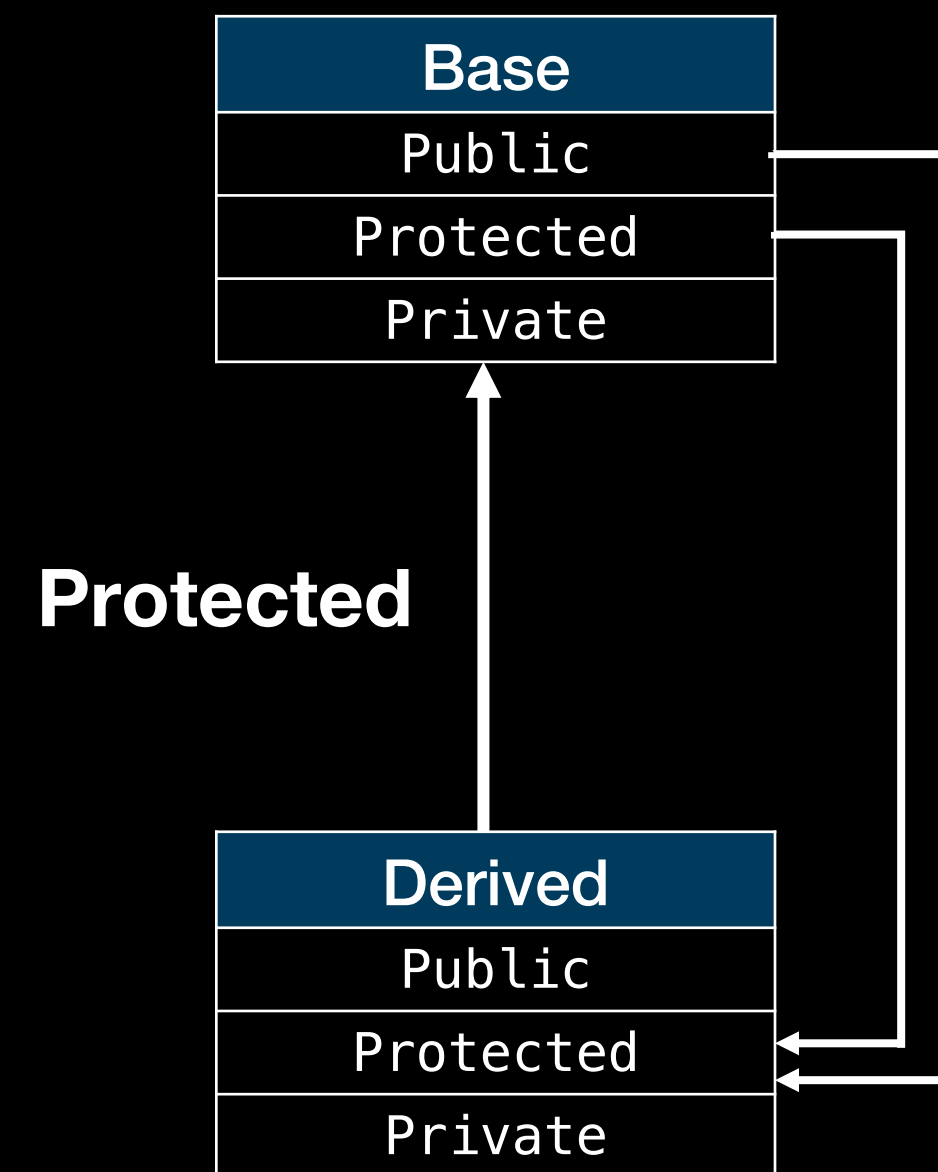 Base
Public
Protected
Private
Protected
Derived
Public
Protected
Private